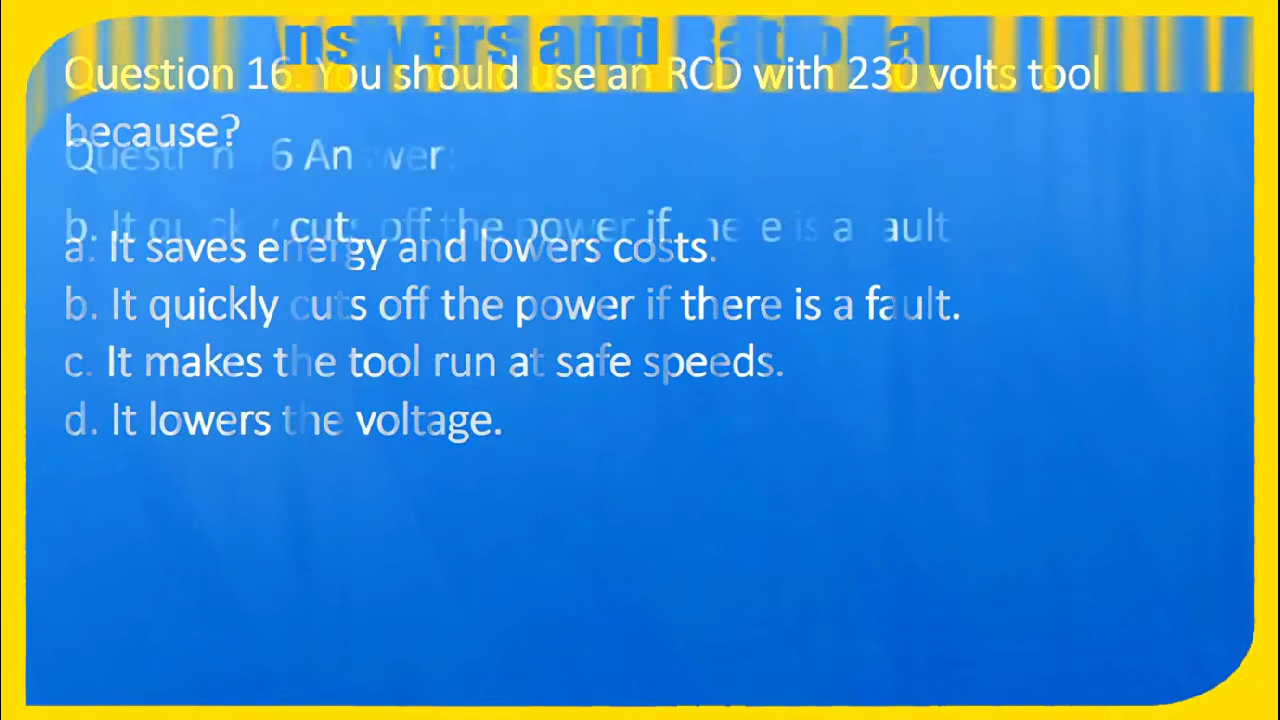 Answers and Rational
Question 16. You should use an RCD with 230 volts tool
because?
Question 16 Answer:
b. It quickly cuts off the power if there is a fault
a. It saves energy and lowers costs.
b. It quickly cuts off the power if there is a fault.
c. It makes the tool run at safe speeds.
d. It lowers the voltage.